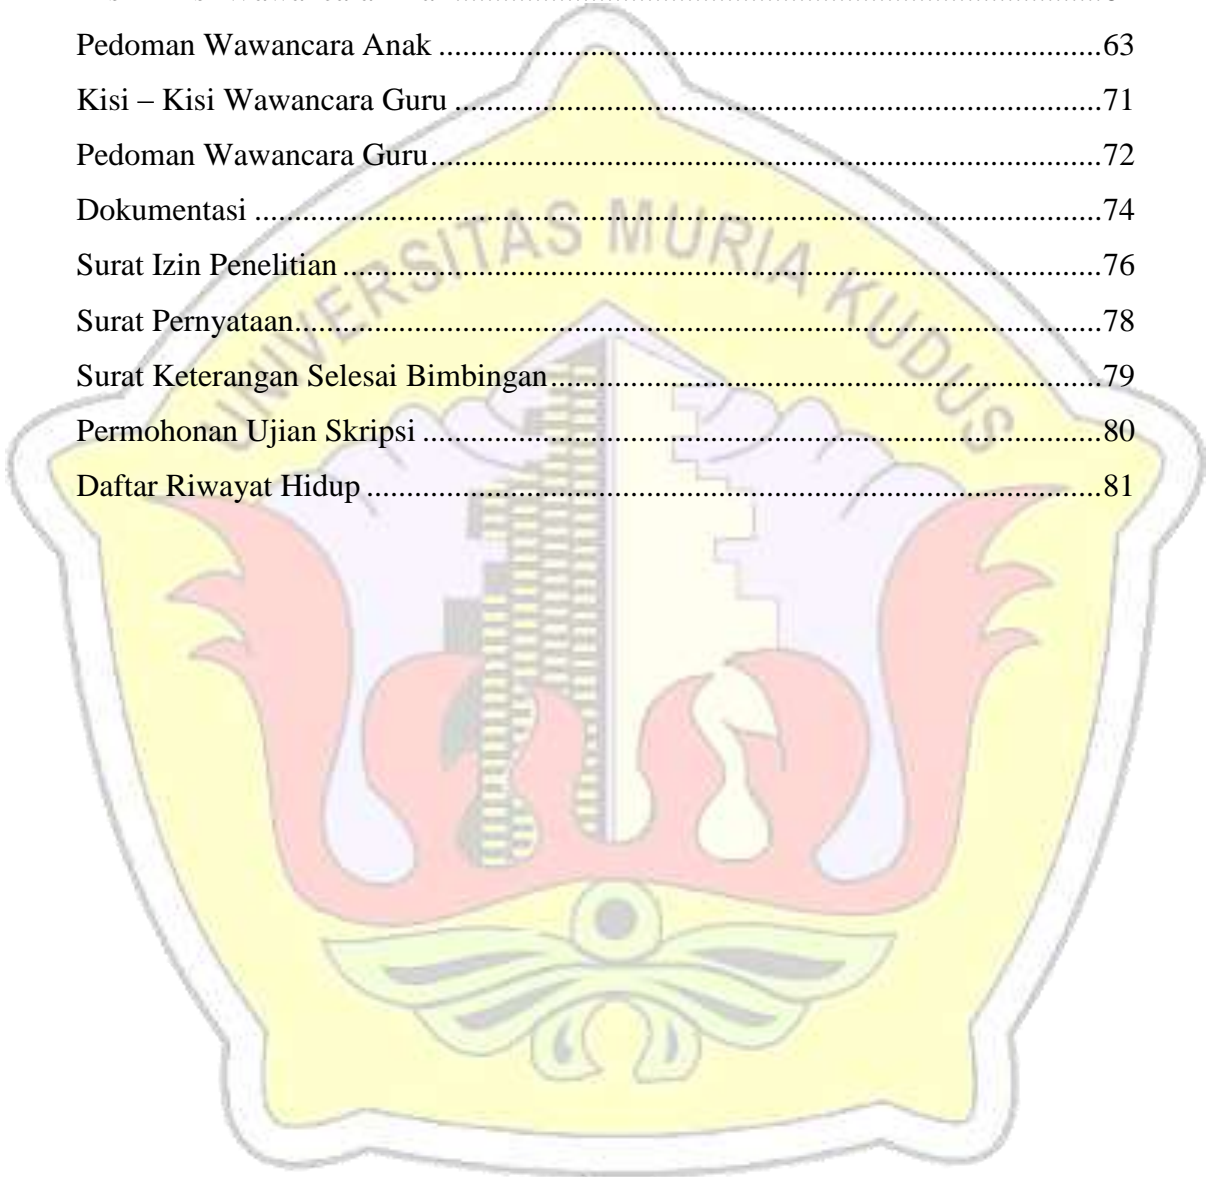 Pedoman Wawancara Anak ....................................................................................63
Kisi – Kisi Wawancara Guru ..................................................................................71
Pedoman Wawancara Guru.....................................................................................72
Dokumentasi ...........................................................................................................74
Surat Izin Penelitian ................................................................................................76
Surat Pernyataan......................................................................................................78
Surat Keterangan Selesai Bimbingan......................................................................79
Permohonan Ujian Skripsi ......................................................................................80
Daftar Riwayat Hidup .............................................................................................81
UNIVERSITAS MURIA KUDUS